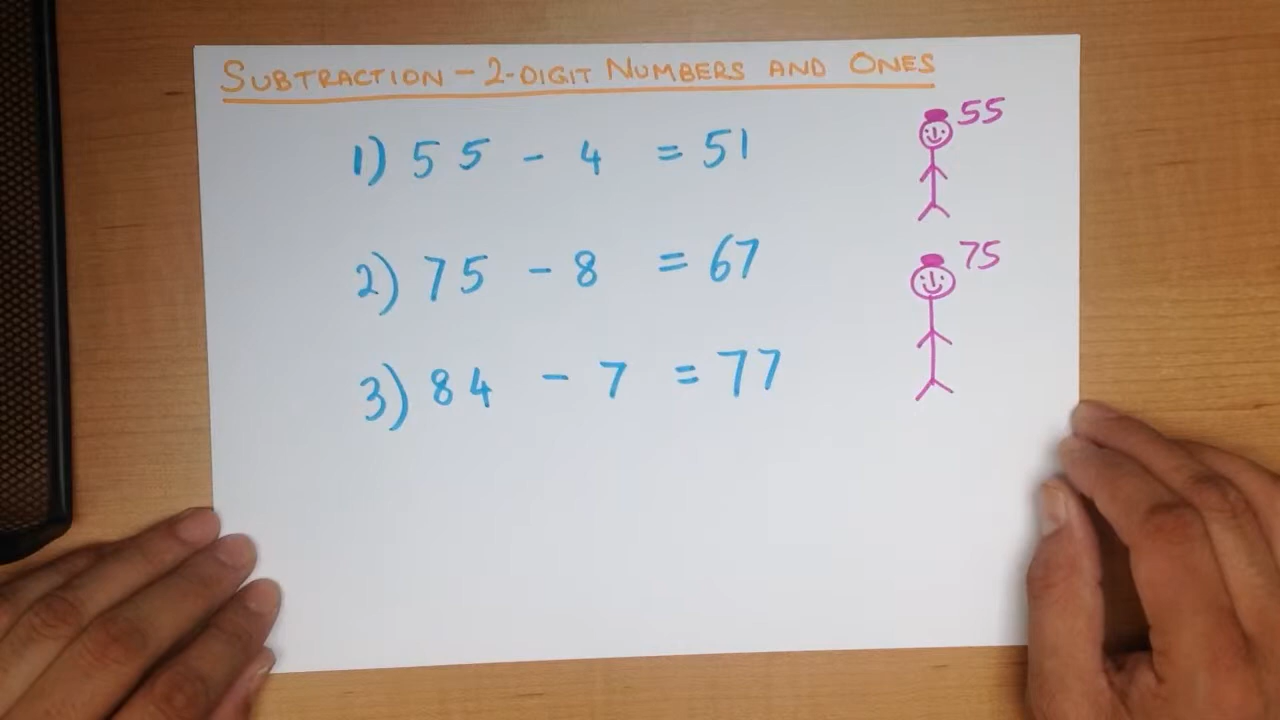 SUBTRACTION - 2-DIGIT NUMBERS AND ONES
1) 55 - 4 = 51
55
2) 75 - 8 = 67
75
3) 84 - 7 = 77